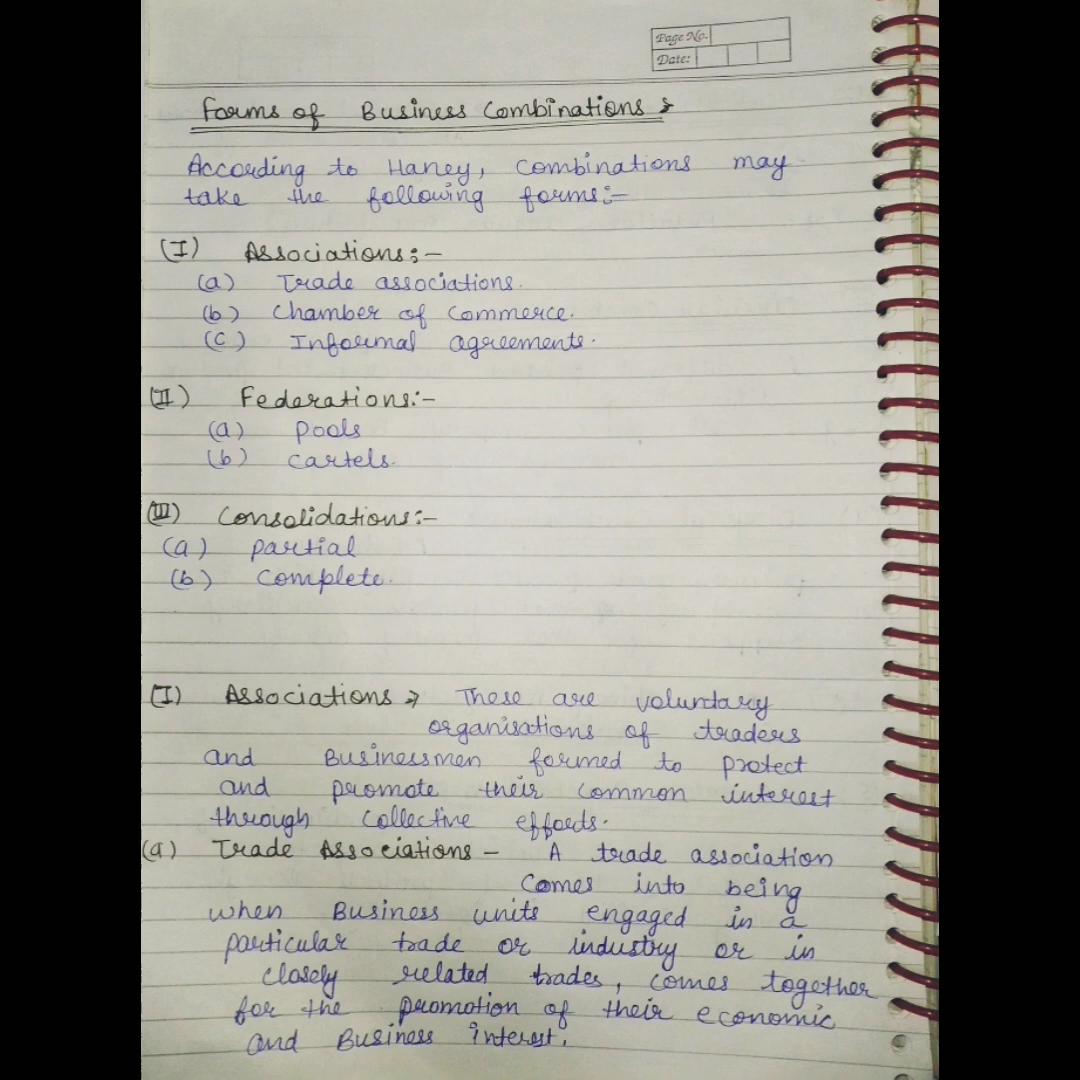 Page No.
Date:
Forms of Business Combinations :-
According to Haney, Combinations may
take the following forms:-
(I) Associations:-
(a) Trade associations.
(b) Chamber of Commerce.
(c) Informal agreements.
(II) Federations:-
(a) Pools
(b) Cartels.
(III) Consolidations:-
(a) Partial
(b) Complete.
(I) Associations → These are voluntary
organisations of traders
and Businessmen formed to protect
and promote their common interest
through collective efforts.
(a) Trade Associations - A trade association
comes into being
when Business units engaged in a
particular trade or industry or in
closely related trades, comes together
for the promotion of their economic
and Business interest.